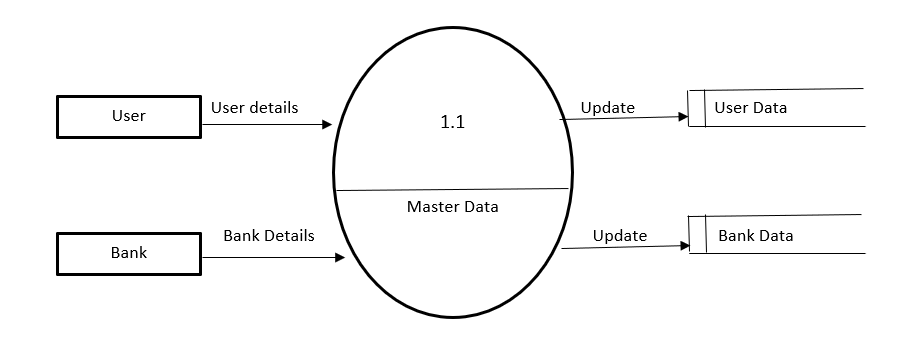 User
User details
1.1
Update
User Data
Master Data
Bank
Bank Details
Update
Bank Data